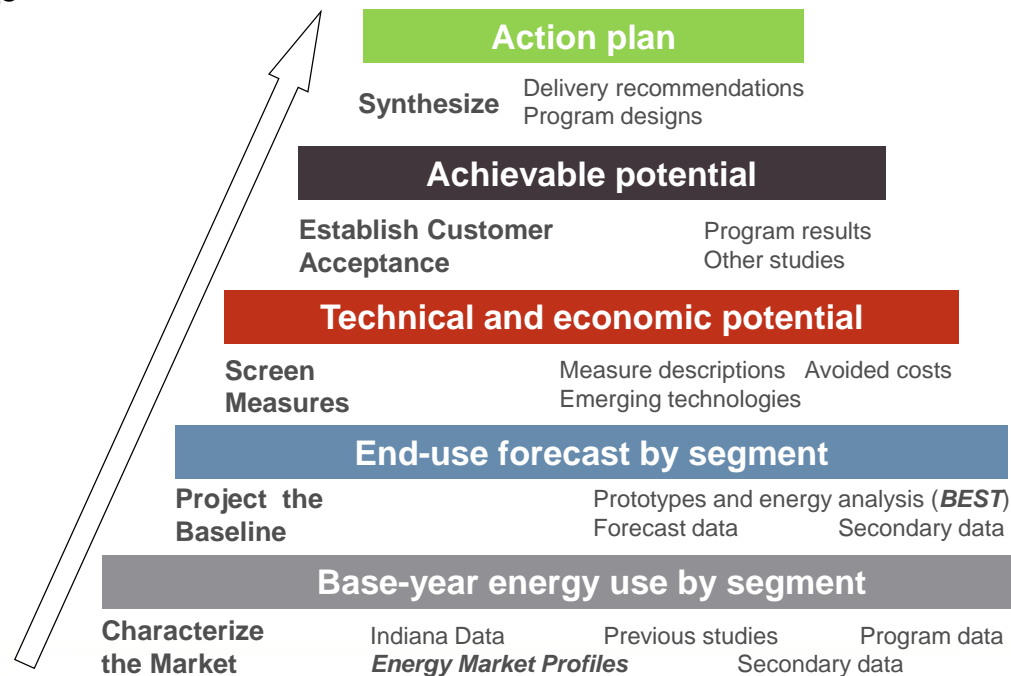 Action plan
Synthesize Delivery recommendations
Program designs
Achievable potential
Establish Customer Program results
Acceptance Other studies
Technical and economic potential
Screen Measure descriptions Avoided costs
Measures Emerging technologies
End-use forecast by segment
Project the Prototypes and energy analysis (BEST)
Baseline Forecast data Secondary data
Base-year energy use by segment
Characterize Indiana Data Previous studies Program data
the Market Energy Market Profiles Secondary data